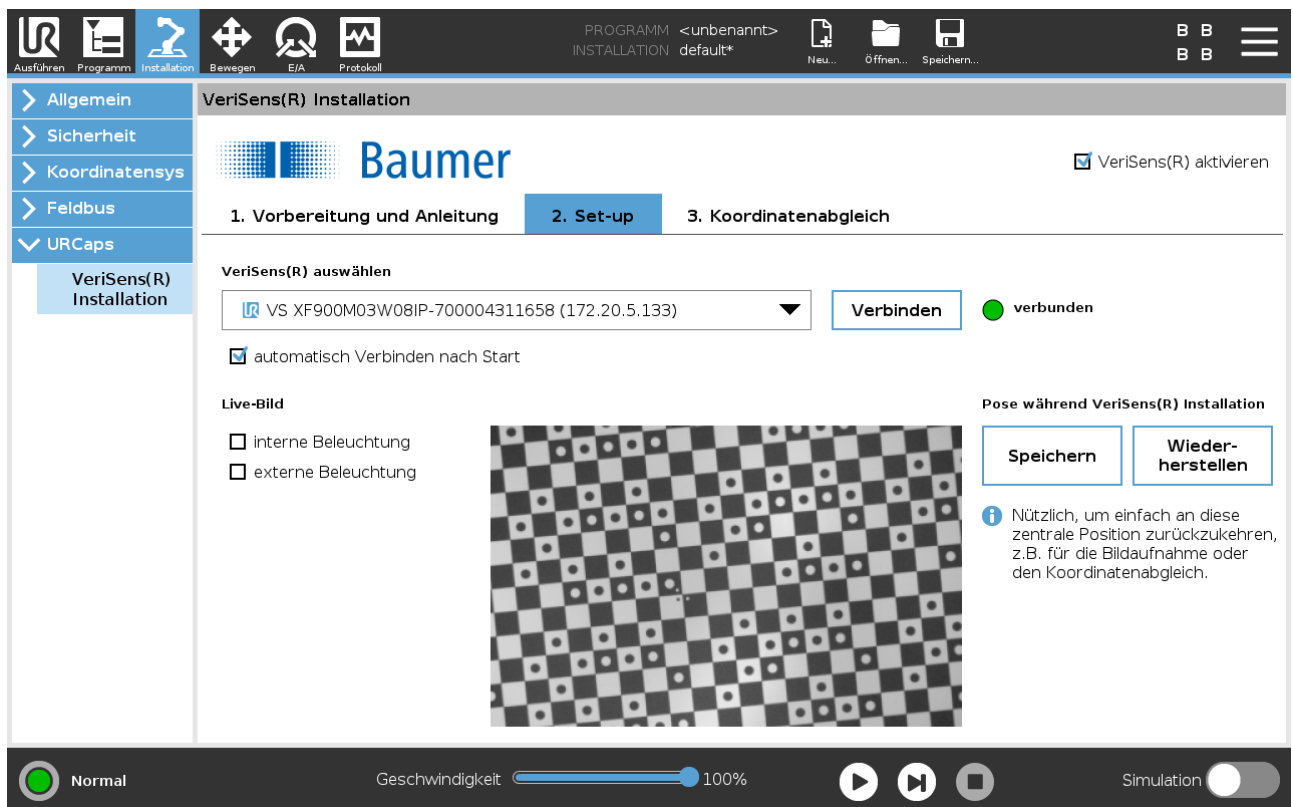 PROGRAMM <unbenannt>
INSTALLATION default*
Ausführen Programm Installation Bewegen E/A Protokoll Neu... Öffnen... Speichern...
B B
B B
Allgemein
Sicherheit
Koordinatensys
Feldbus
URCaps
VeriSens(R)
Installation
VeriSens(R) Installation
Baumer
VeriSens(R) aktivieren
1. Vorbereitung und Anleitung 2. Set-up 3. Koordinatenabgleich
VeriSens(R) auswählen
VS XF900M03W08IP-700004311658 (172.20.5.133) Verbinden verbunden
automatisch Verbinden nach Start
Live-Bild
interne Beleuchtung
externe Beleuchtung
Pose während VeriSens(R) Installation
Speichern
Wieder-
herstellen
Nützlich, um einfach an diese
zentrale Position zurückzukehren,
z.B. für die Bildaufnahme oder
den Koordinatenabgleich.
Normal Geschwindigkeit 100% Simulation